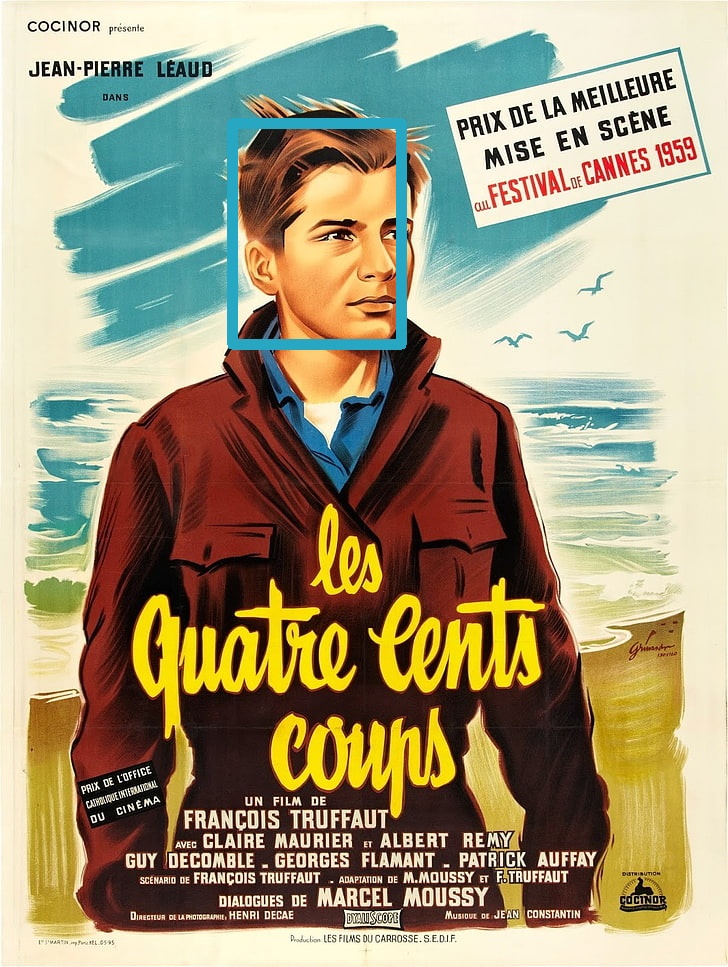 COCINOR présente
JEAN-PIERRE LÉAUD
DANS
PRIX DE LA MEILLEURE
MISE EN SCÈNE
au FESTIVAL DE CANNES 1959
les
Quatre Cents
coups
Grinsson
PRIX DE L'OFFICE
CATHOLIQUE INTERNATIONAL
DU CINÉMA
UN FILM DE
FRANÇOIS TRUFFAUT
AVEC CLAIRE MAURIER ET ALBERT REMY
GUY DECOMBLE - GEORGES FLAMANT - PATRICK AUFFAY
SCÉNARIO DE FRANÇOIS TRUFFAUT - ADAPTATION DE M. MOUSSY ET F. TRUFFAUT
DIALOGUES DE MARCEL MOUSSY
DIRECTEUR DE LA PHOTOGRAPHIE, HENRI DECAE
DYALISCOPE
MUSIQUE DE JEAN CONSTANTIN
DISTRIBUTION
COCINOR
Production LES FILMS DU CARROSSE. S.E.D.I.F.